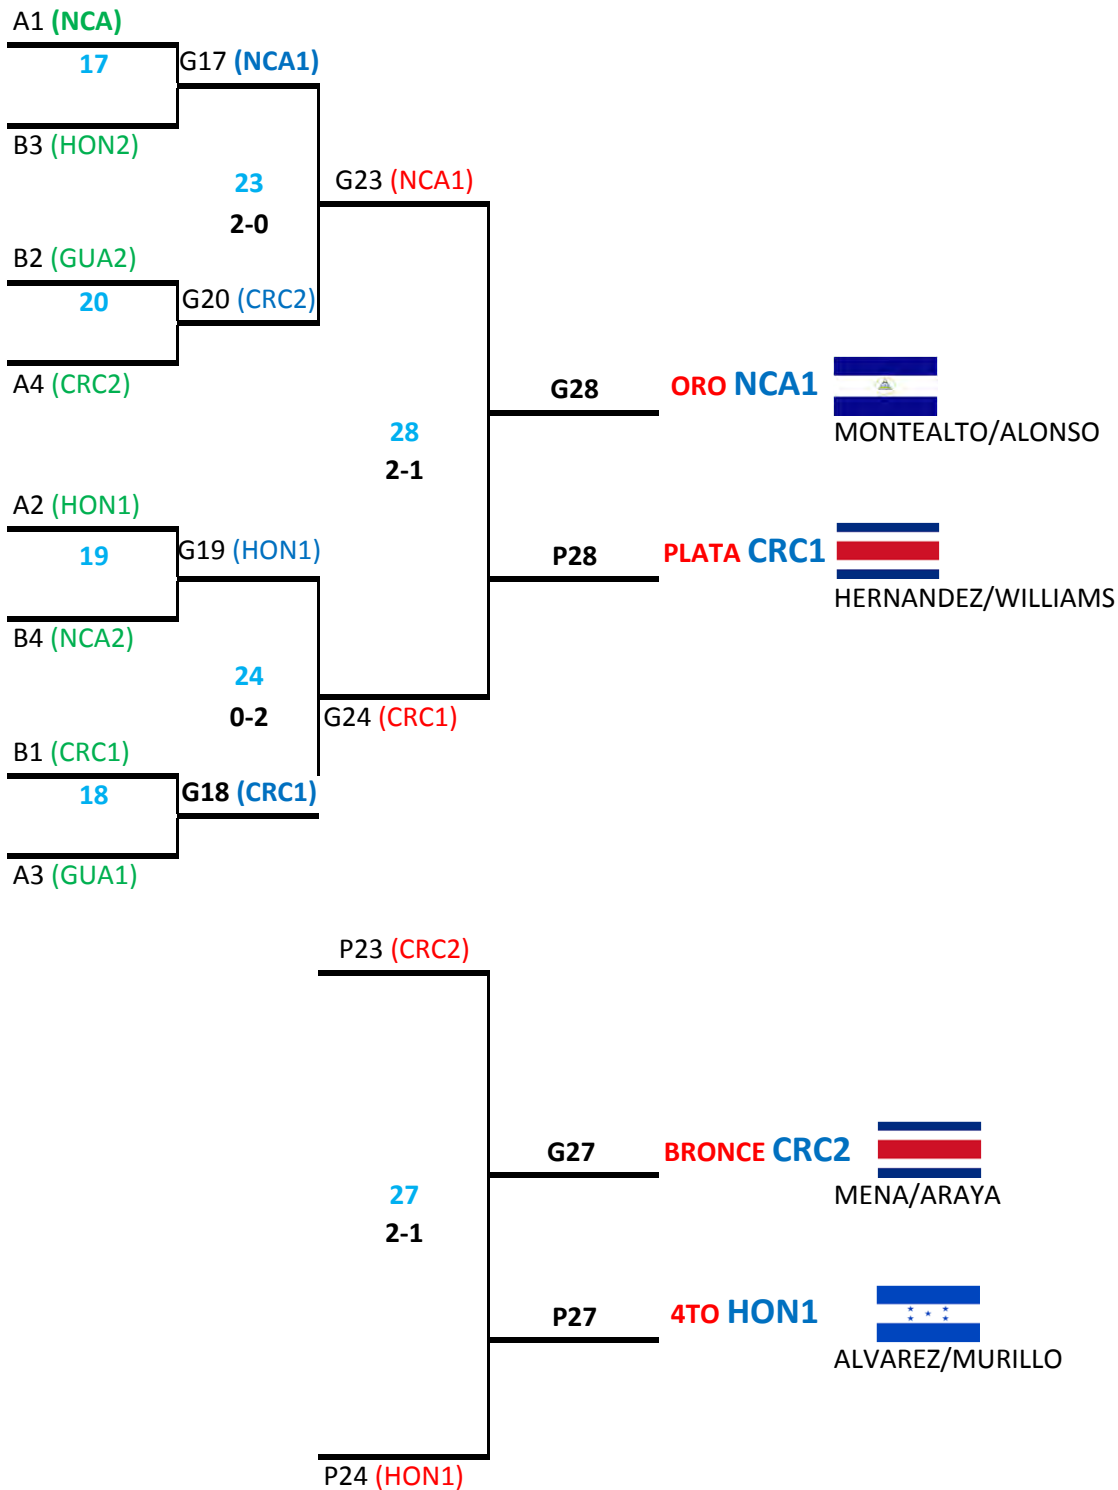 A1 (NCA)
17
G17 (NCA1)
B3 (HON2)
23
2-0
G23 (NCA1)
B2 (GUA2)
20
G20 (CRC2)
A4 (CRC2)
G28
ORO NCA1
MONTEALTO/ALONSO
28
2-1
A2 (HON1)
19
G19 (HON1)
P28
PLATA CRC1
HERNANDEZ/WILLIAMS
B4 (NCA2)
24
0-2
G24 (CRC1)
B1 (CRC1)
18
G18 (CRC1)
A3 (GUA1)
P23 (CRC2)
G27
BRONCE CRC2
MENA/ARAYA
27
2-1
P27
4TO HON1
ALVAREZ/MURILLO
P24 (HON1)